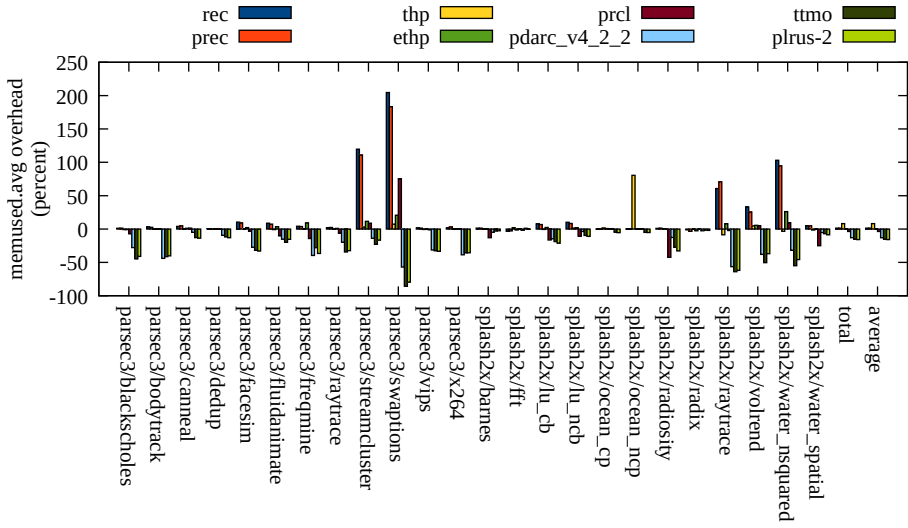 rec thp prcl ttmo
prec ethp pdarc_v4_2_2 plrus-2
memused.avg overhead
(percent)
250
200
150
100
50
0
-50
-100
parsec3/blackscholes
parsec3/bodytrack
parsec3/canneal
parsec3/dedup
parsec3/facesim
parsec3/fluidanimate
parsec3/freqmine
parsec3/raytrace
parsec3/streamcluster
parsec3/swaptions
parsec3/vips
parsec3/x264
splash2x/barnes
splash2x/fft
splash2x/lu_cb
splash2x/lu_ncb
splash2x/ocean_cp
splash2x/ocean_ncp
splash2x/radiosity
splash2x/radix
splash2x/raytrace
splash2x/volrend
splash2x/water_nsquared
splash2x/water_spatial
total
average